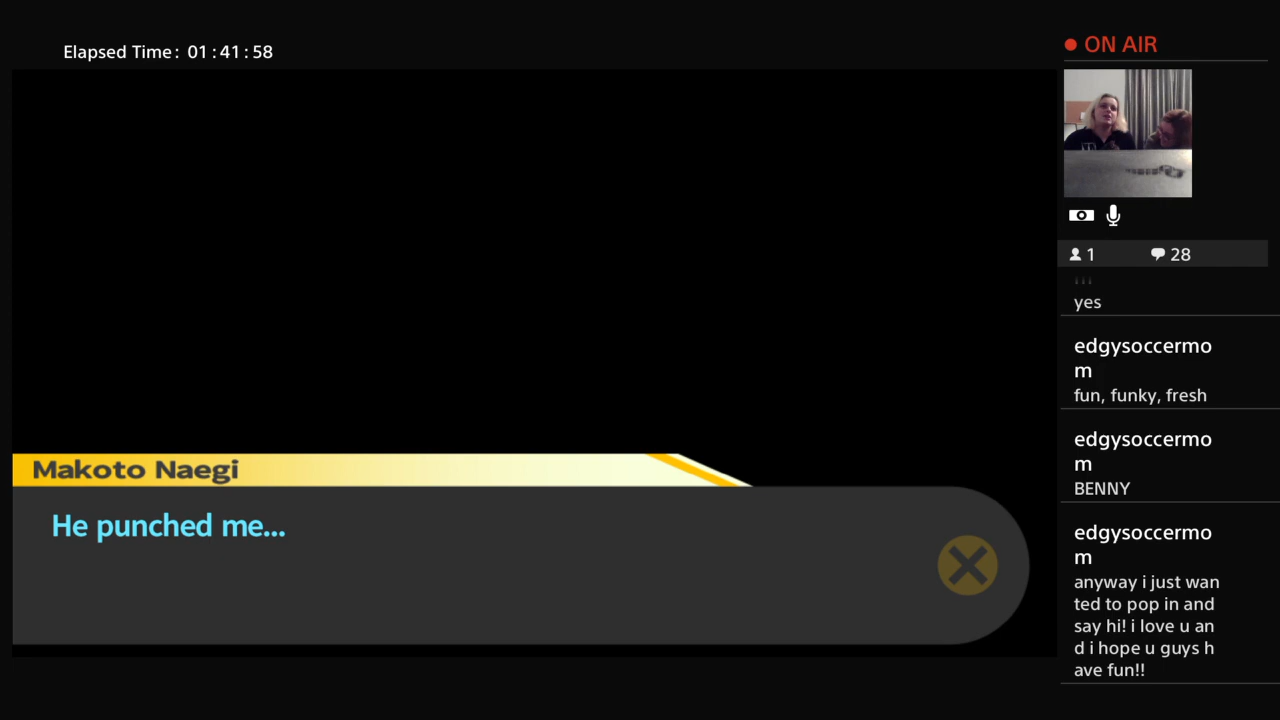 Elapsed Time: 01:41:58
ON AIR
1 28
yes
edgysoccermo
m
fun, funky, fresh
edgysoccermo
m
BENNY
edgysoccermo
m
anyway i just wan
ted to pop in and
say hi! i love u an
d i hope u guys h
ave fun!!
Makoto Naegi
He punched me...